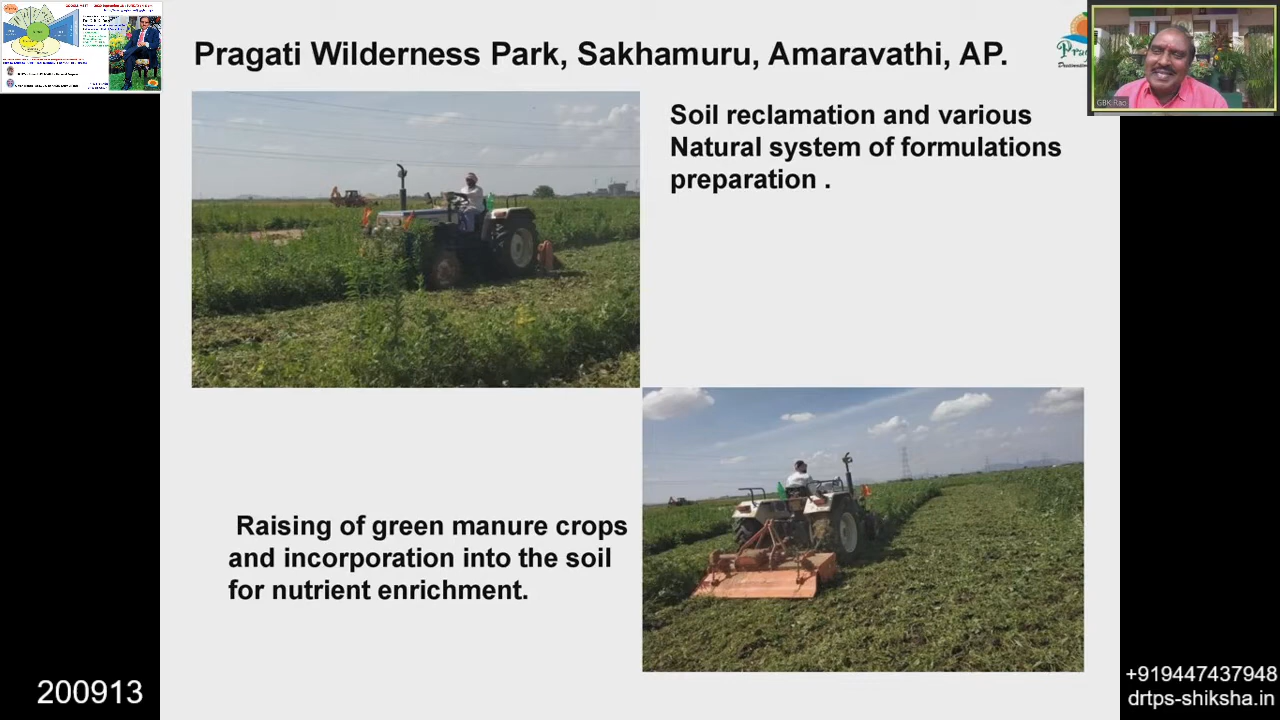 Pragati Wilderness Park, Sakhamuru, Amaravathi, AP.
GBK Rao
Soil reclamation and various
Natural system of formulations
preparation .
Raising of green manure crops
and incorporation into the soil
for nutrient enrichment.
200913
+919447437948
drtps-shiksha.in